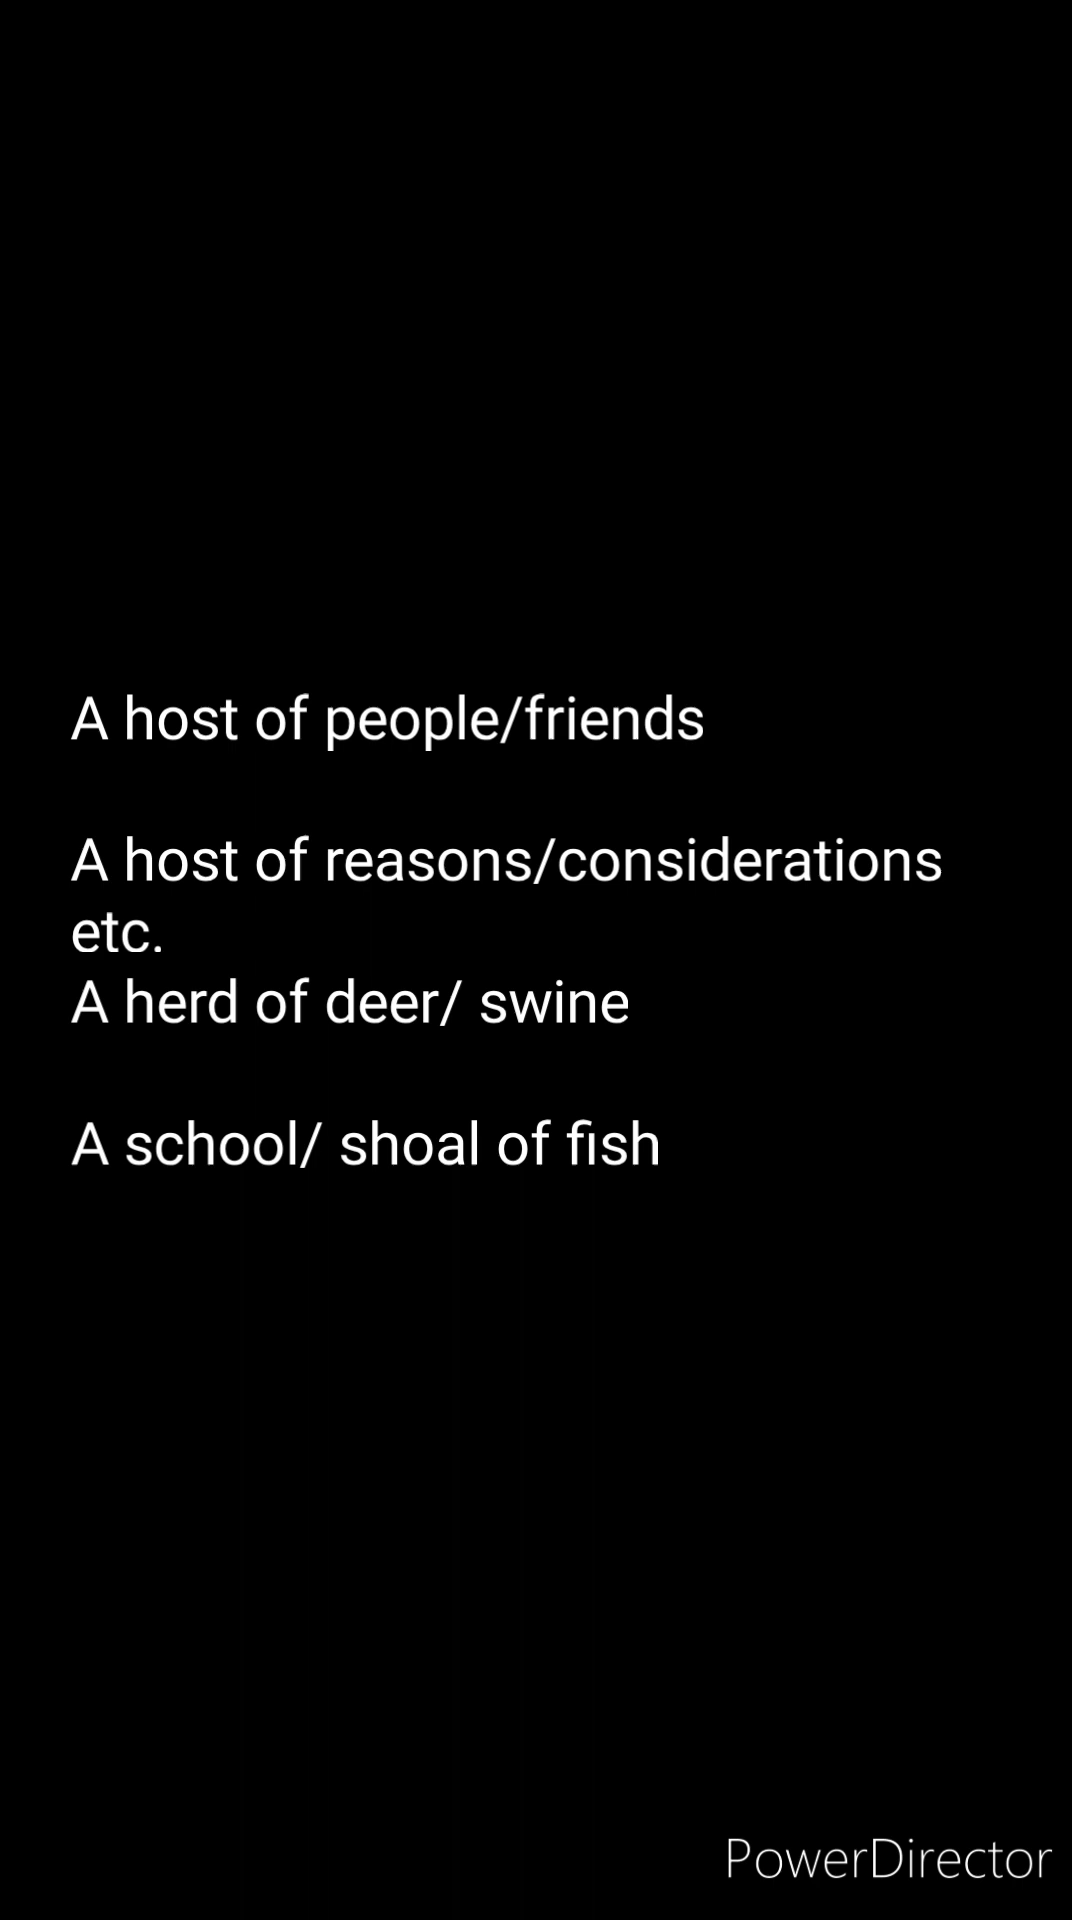 A host of people/friends
A host of reasons/considerations
etc.
A herd of deer/ swine
A school/ shoal of fish
PowerDirector